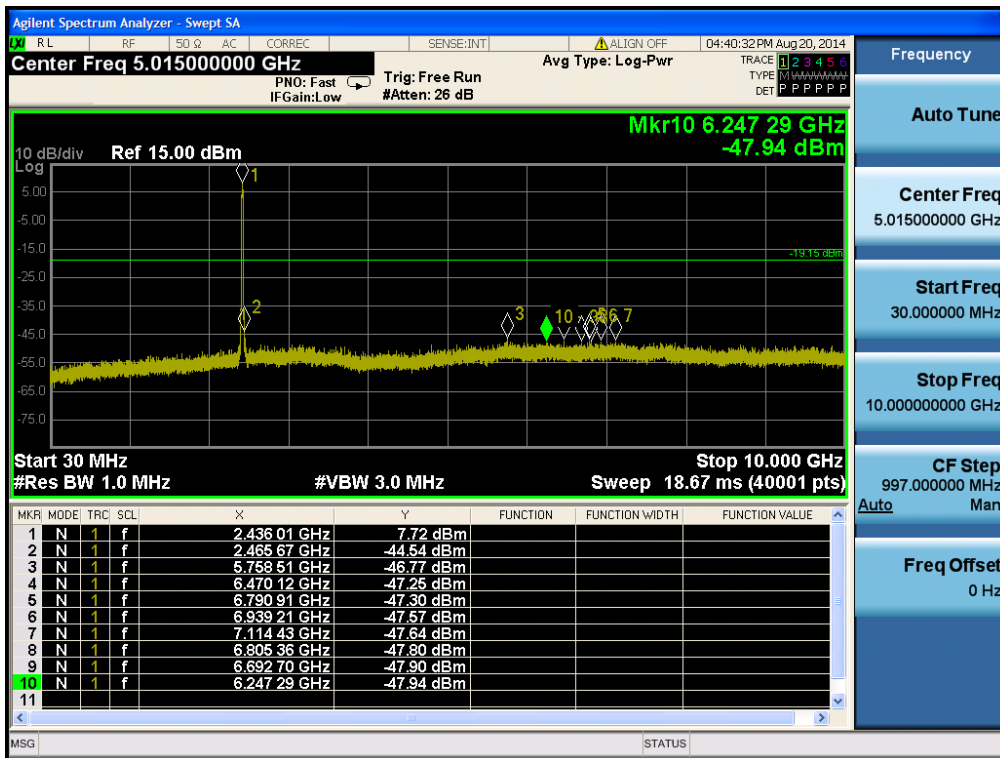 Agilent Spectrum Analyzer - Swept SA
LXI RL RF 50 Ω AC CORREC SENSE:INT ALIGN OFF 04:40:32 PM Aug 20, 2014
Center Freq 5.015000000 GHz
PNO: Fast
IFGain:Low
Trig: Free Run
#Atten: 26 dB
Avg Type: Log-Pwr
TRACE 1 2 3 4 5 6
TYPE M
DET P P P P P P
Mkr10 6.247 29 GHz
-47.94 dBm
10 dB/div Ref 15.00 dBm
Log
5.00
-5.00
-15.0
-25.0
-35.0
-45.0
-55.0
-65.0
-75.0
-19.15 dBm
1
2
3
10
6 7
Start 30 MHz Stop 10.000 GHz
#Res BW 1.0 MHz #VBW 3.0 MHz Sweep 18.67 ms (40001 pts)
MKR MODE TRC SCL X Y FUNCTION FUNCTION WIDTH FUNCTION VALUE
1 N 1 f 2.436 01 GHz 7.72 dBm
2 N 1 f 2.465 67 GHz -44.54 dBm
3 N 1 f 5.758 51 GHz -46.77 dBm
4 N 1 f 6.470 12 GHz -47.25 dBm
5 N 1 f 6.790 91 GHz -47.30 dBm
6 N 1 f 6.939 21 GHz -47.57 dBm
7 N 1 f 7.114 43 GHz -47.64 dBm
8 N 1 f 6.805 36 GHz -47.80 dBm
9 N 1 f 6.692 70 GHz -47.90 dBm
10 N 1 f 6.247 29 GHz -47.94 dBm
11
MSG STATUS
Frequency
Auto Tune
Center Freq
5.015000000 GHz
Start Freq
30.000000 MHz
Stop Freq
10.000000000 GHz
CF Step
997.000000 MHz
Auto Man
Freq Offset
0 Hz